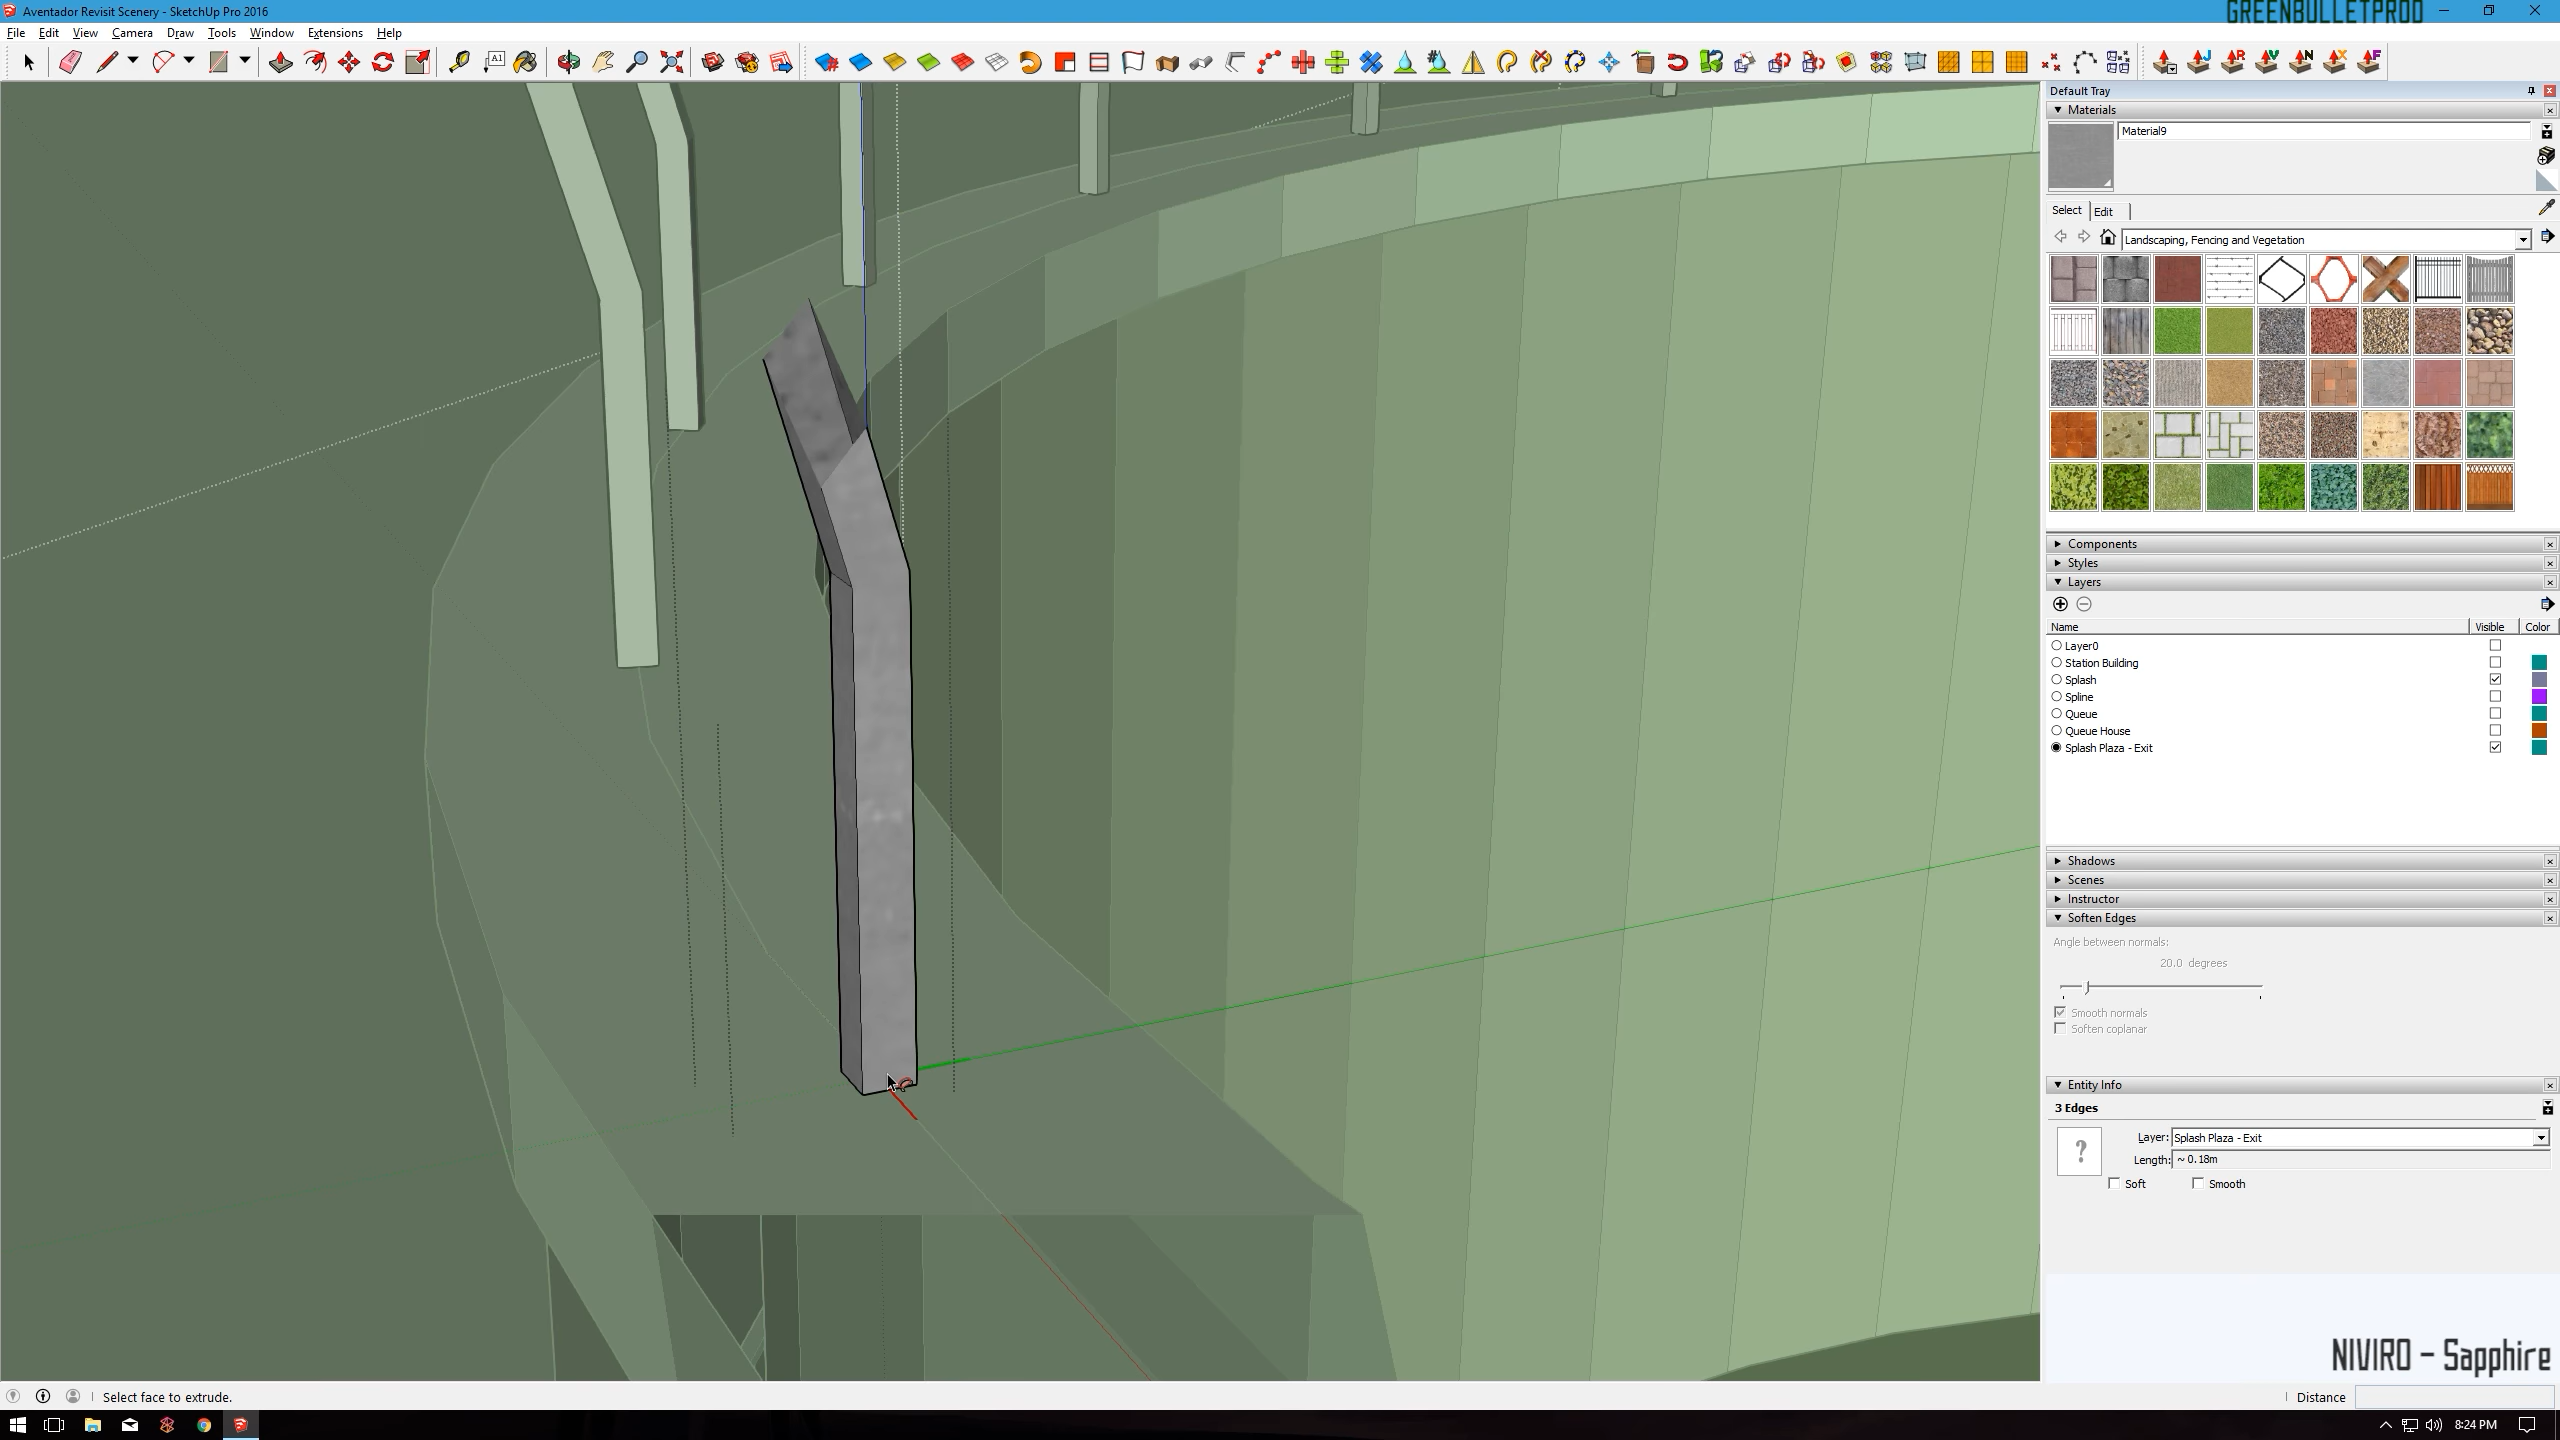 Aventador Revisit Scenery - SketchUp Pro 2016
GREENBULLETPROD
File Edit View Camera Draw Tools Window Extensions Help
A1
J R V N X F
Default Tray
Materials
Material9
Select Edit
Landscaping, Fencing and Vegetation
Components
Styles
Layers
Name Visible Color
Layer0
Station Building
Splash
Spline
Queue
Queue House
Splash Plaza - Exit
Shadows
Scenes
Instructor
Soften Edges
Angle between normals:
20.0 degrees
Smooth normals
Soften coplanar
Entity Info
3 Edges
?
Layer: Splash Plaza - Exit
Length: ~ 0.18m
Soft Smooth
NIVIRO - Sapphire
Select face to extrude.
Distance
8:24 PM